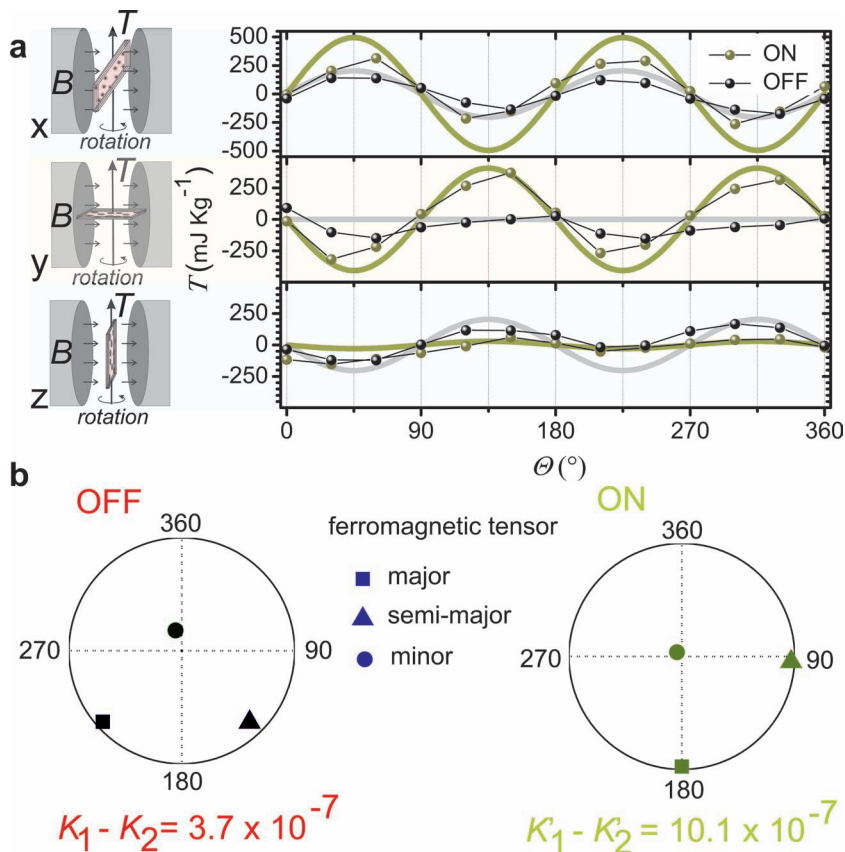 a
T
B
x
rotation
T
B
y
rotation
T
B
z
rotation
T (mJ Kg⁻¹)
500
250
0
-250
-500
ON
OFF
250
0
-250
250
0
-250
0 90 180 270 360
Θ (°)
b
OFF
360
270 90
180
K₁ - K₂ = 3.7 x 10⁻⁷
ferromagnetic tensor
major
semi-major
minor
ON
360
270 90
180
K₁ - K₂ = 10.1 x 10⁻⁷